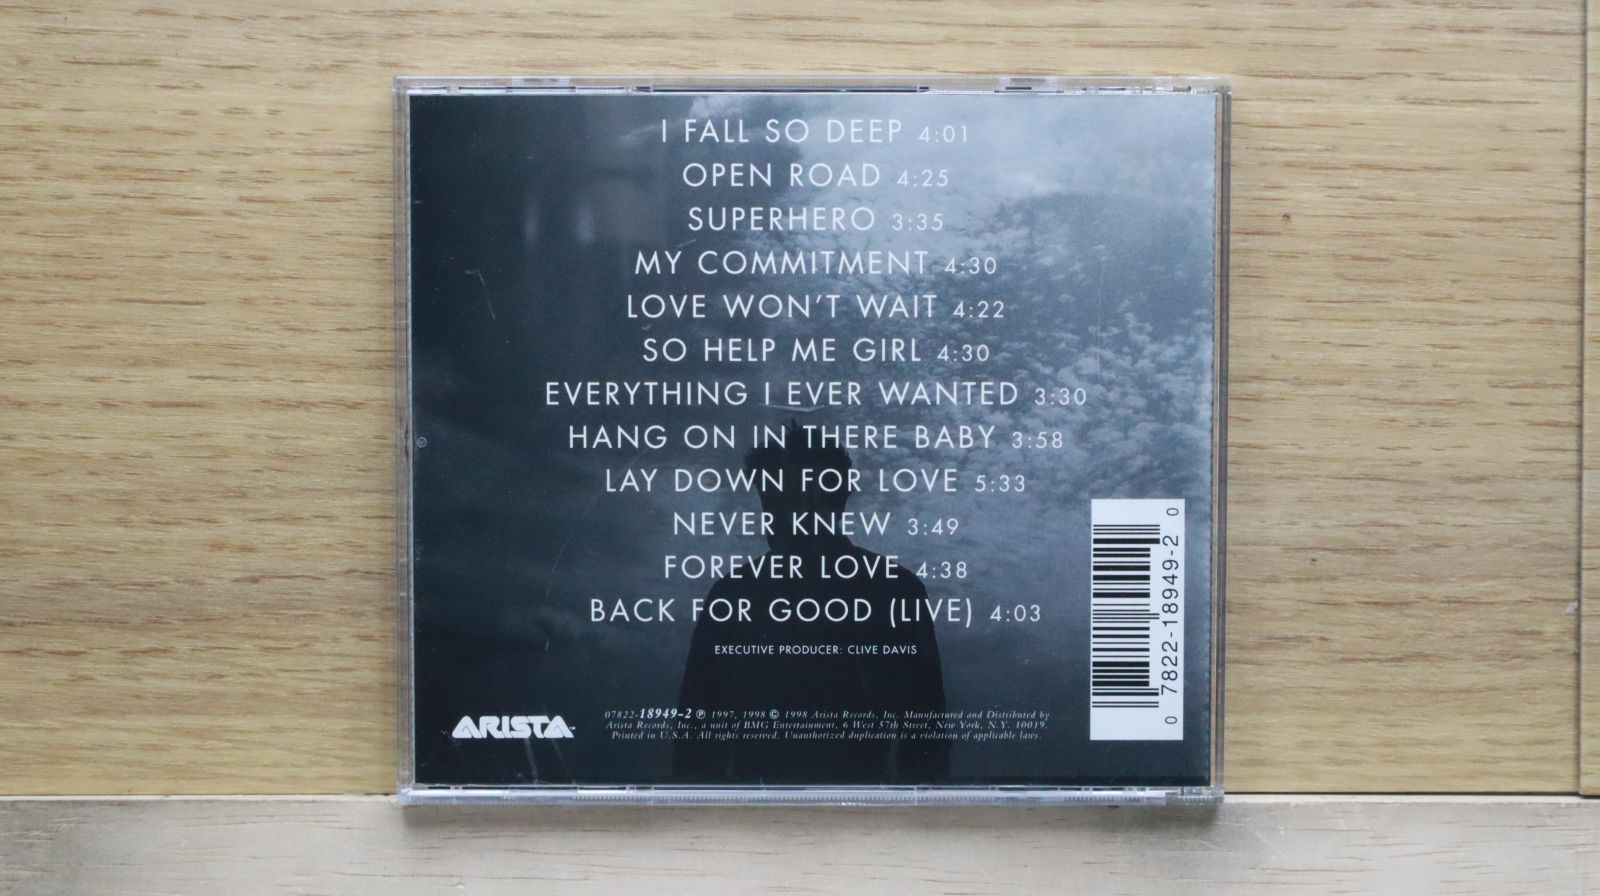 I FALL SO DEEP 4:01
OPEN ROAD 4:25
SUPERHERO 3:35
MY COMMITMENT 4:30
LOVE WON'T WAIT 4:22
SO HELP ME GIRL 4:30
EVERYTHING I EVER WANTED 3:30
HANG ON IN THERE BABY 3:58
LAY DOWN FOR LOVE 5:33
NEVER KNEW 3:49
FOREVER LOVE 4:38
BACK FOR GOOD (LIVE) 4:03
EXECUTIVE PRODUCER: CLIVE DAVIS
ARISTA™
07822-18949-2 ℗ 1997, 1998 © 1998 Arista Records, Inc. Manufactured and Distributed by
Arista Records, Inc., a unit of BMG Entertainment, 6 West 57th Street, New York, N.Y. 10019.
Printed in U.S.A. All rights reserved. Unauthorized duplication is a violation of applicable laws.
0 7822-18949-2 0